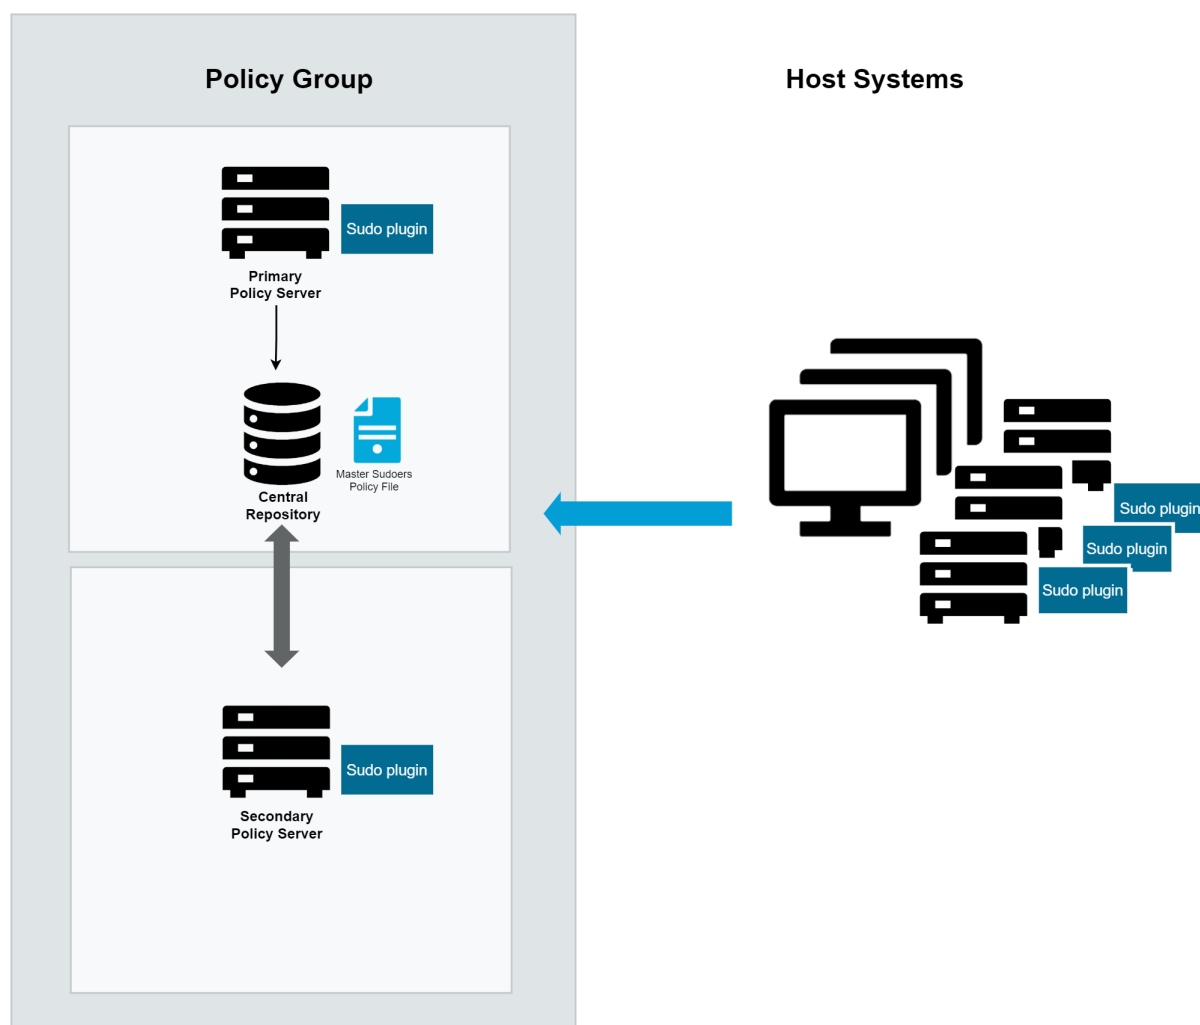 Policy Group
Host Systems
Sudo plugin
Primary
Policy Server
Master Sudoers
Policy File
Central
Repository
Sudo plugin
Sudo plugin
Sudo plugin
Sudo plugin
Secondary
Policy Server